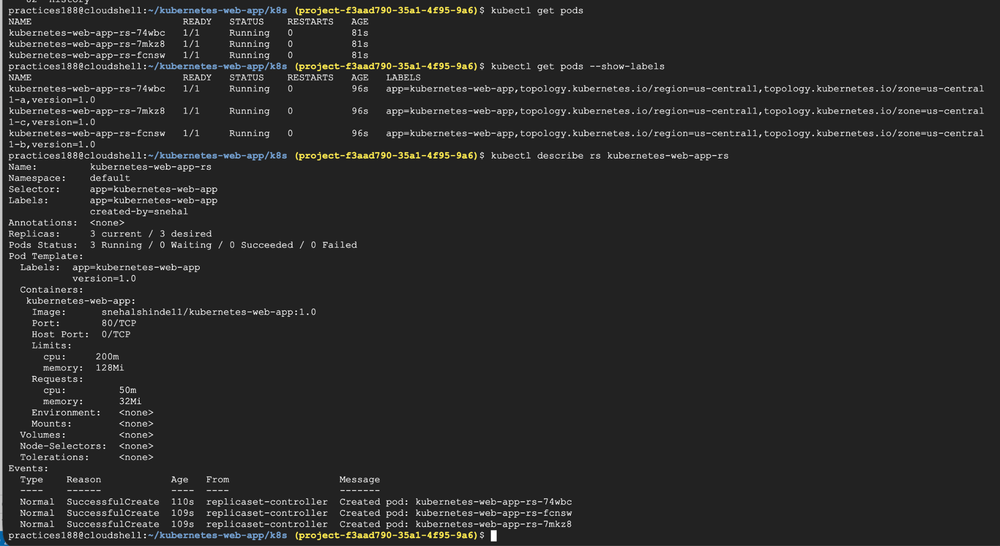 History
practices188@cloudshell:~/kubernetes-web-app/k8s (project-f3aad790-35a1-4f95-9a6)$ kubectl get pods
NAME                          READY   STATUS    RESTARTS   AGE
kubernetes-web-app-rs-74wbc   1/1     Running   0          81s
kubernetes-web-app-rs-7mkz8   1/1     Running   0          81s
kubernetes-web-app-rs-fcnsw   1/1     Running   0          81s
practices188@cloudshell:~/kubernetes-web-app/k8s (project-f3aad790-35a1-4f95-9a6)$ kubectl get pods --show-labels
NAME                          READY   STATUS    RESTARTS   AGE   LABELS
kubernetes-web-app-rs-74wbc   1/1     Running   0          96s   app=kubernetes-web-app,topology.kubernetes.io/region=us-central1,topology.kubernetes.io/zone=us-central
1-a,version=1.0
kubernetes-web-app-rs-7mkz8   1/1     Running   0          96s   app=kubernetes-web-app,topology.kubernetes.io/region=us-central1,topology.kubernetes.io/zone=us-central
1-c,version=1.0
kubernetes-web-app-rs-fcnsw   1/1     Running   0          96s   app=kubernetes-web-app,topology.kubernetes.io/region=us-central1,topology.kubernetes.io/zone=us-central
1-b,version=1.0
practices188@cloudshell:~/kubernetes-web-app/k8s (project-f3aad790-35a1-4f95-9a6)$ kubectl describe rs kubernetes-web-app-rs
Name:         kubernetes-web-app-rs
Namespace:    default
Selector:     app=kubernetes-web-app
Labels:       app=kubernetes-web-app
              created-by=snehal
Annotations:  <none>
Replicas:     3 current / 3 desired
Pods Status:  3 Running / 0 Waiting / 0 Succeeded / 0 Failed
Pod Template:
  Labels:  app=kubernetes-web-app
           version=1.0
  Containers:
   kubernetes-web-app:
    Image:      snehalshinde11/kubernetes-web-app:1.0
    Port:       80/TCP
    Host Port:  0/TCP
    Limits:
      cpu:     200m
      memory:  128Mi
    Requests:
      cpu:         50m
      memory:      32Mi
    Environment:   <none>
    Mounts:        <none>
  Volumes:         <none>
  Node-Selectors:  <none>
  Tolerations:     <none>
Events:
  Type    Reason            Age   From                   Message
  ----    ------            ----  ----                   -------
  Normal  SuccessfulCreate  110s  replicaset-controller  Created pod: kubernetes-web-app-rs-74wbc
  Normal  SuccessfulCreate  109s  replicaset-controller  Created pod: kubernetes-web-app-rs-fcnsw
  Normal  SuccessfulCreate  109s  replicaset-controller  Created pod: kubernetes-web-app-rs-7mkz8
practices188@cloudshell:~/kubernetes-web-app/k8s (project-f3aad790-35a1-4f95-9a6)$